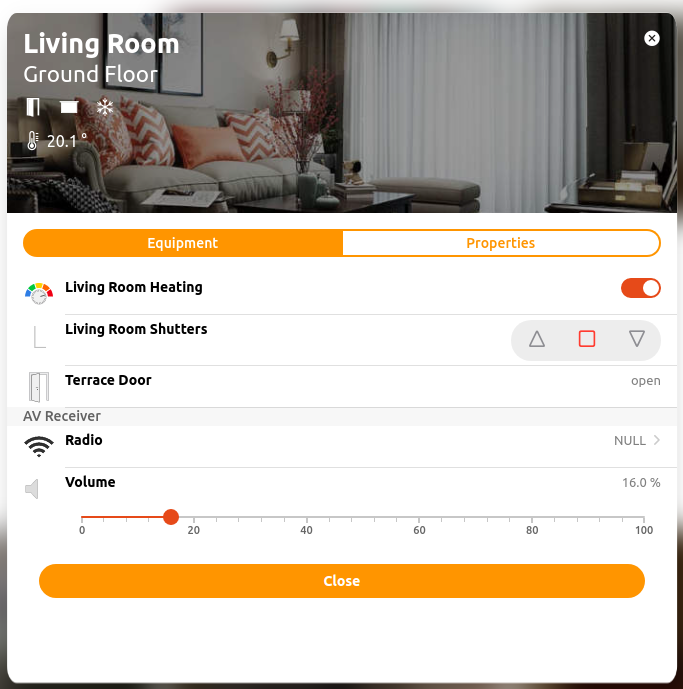 Living Room
Ground Floor
20.1 °
Equipment
Properties
Living Room Heating
Living Room Shutters
Terrace Door
open
AV Receiver
Radio
NULL
Volume
16.0 %
0 20 40 60 80 100
Close